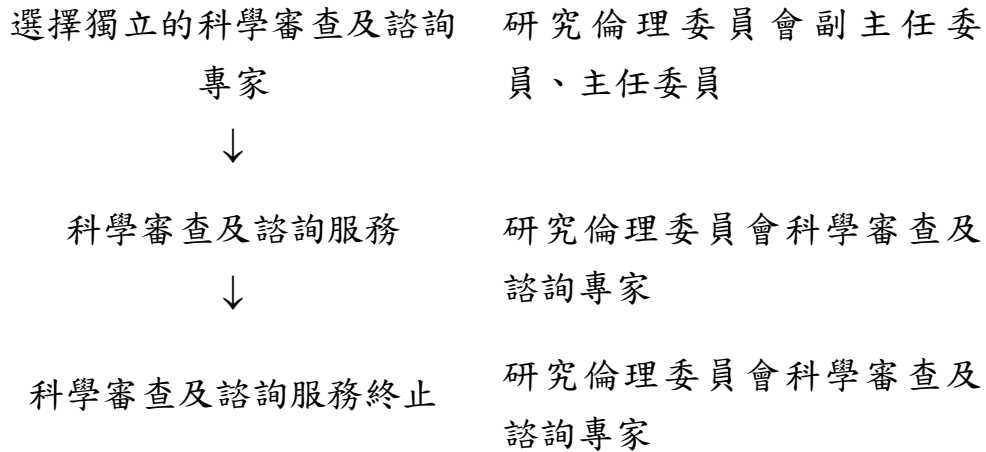 選擇獨立的科學審查及諮詢
專家
研究倫理委員會副主任委
員、主任委員
↓
科學審查及諮詢服務
研究倫理委員會科學審查及
諮詢專家
↓
科學審查及諮詢服務終止
研究倫理委員會科學審查及
諮詢專家